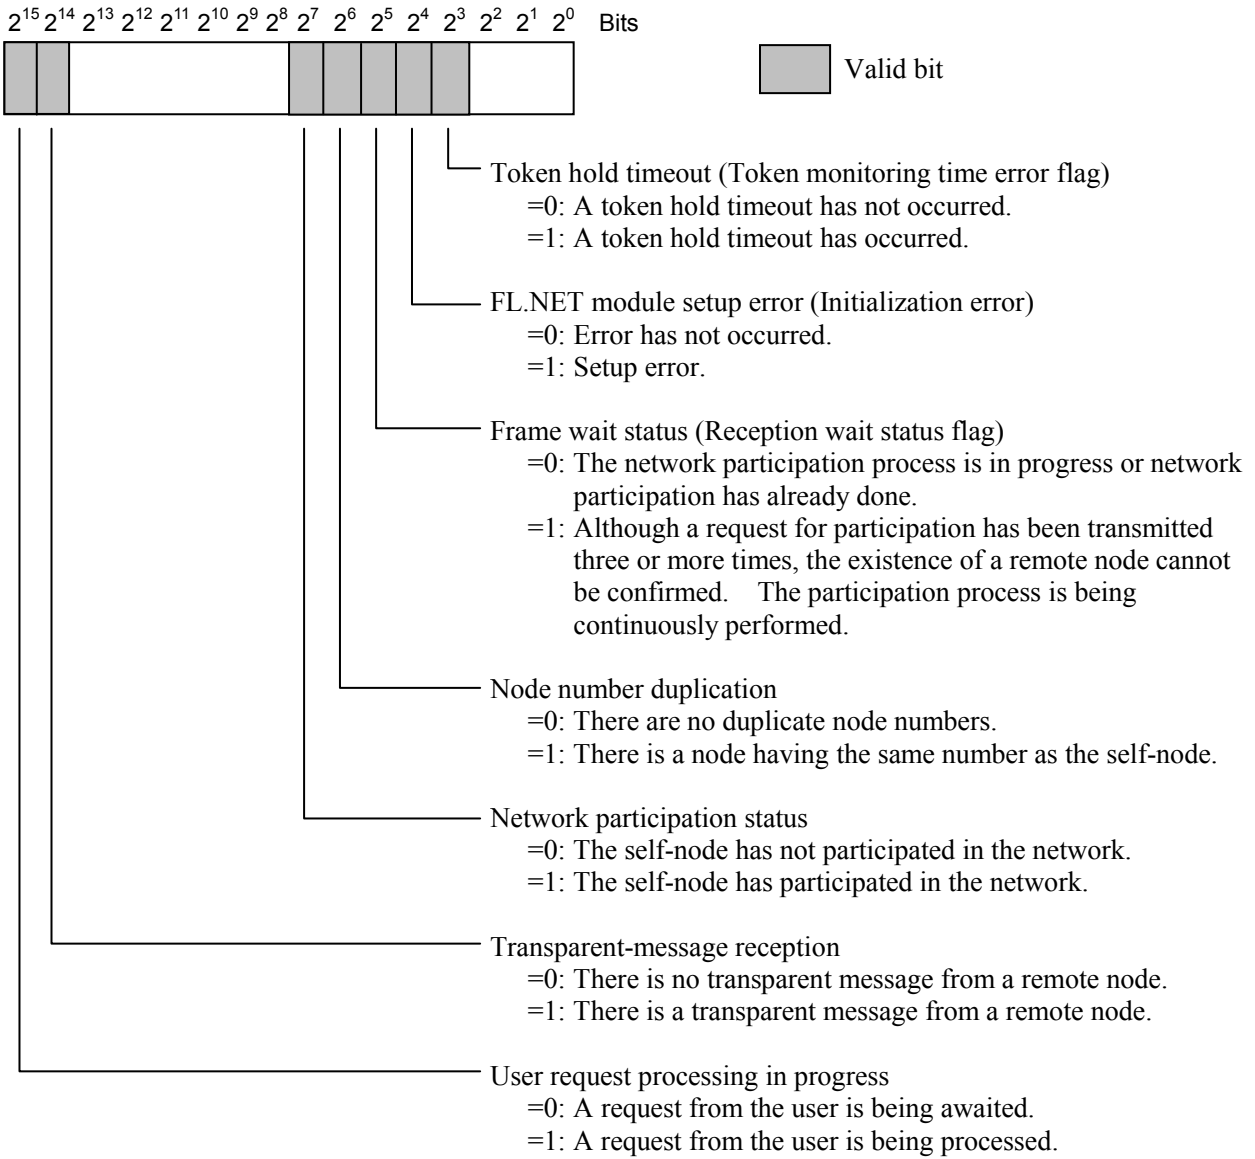 2¹⁵ 2¹⁴ 2¹³ 2¹² 2¹¹ 2¹⁰ 2⁹ 2⁸ 2⁷ 2⁶ 2⁵ 2⁴ 2³ 2² 2¹ 2⁰ Bits
Valid bit
Token hold timeout (Token monitoring time error flag)
=0: A token hold timeout has not occurred.
=1: A token hold timeout has occurred.
FL.NET module setup error (Initialization error)
=0: Error has not occurred.
=1: Setup error.
Frame wait status (Reception wait status flag)
=0: The network participation process is in progress or network
participation has already done.
=1: Although a request for participation has been transmitted
three or more times, the existence of a remote node cannot
be confirmed. The participation process is being
continuously performed.
Node number duplication
=0: There are no duplicate node numbers.
=1: There is a node having the same number as the self-node.
Network participation status
=0: The self-node has not participated in the network.
=1: The self-node has participated in the network.
Transparent-message reception
=0: There is no transparent message from a remote node.
=1: There is a transparent message from a remote node.
User request processing in progress
=0: A request from the user is being awaited.
=1: A request from the user is being processed.